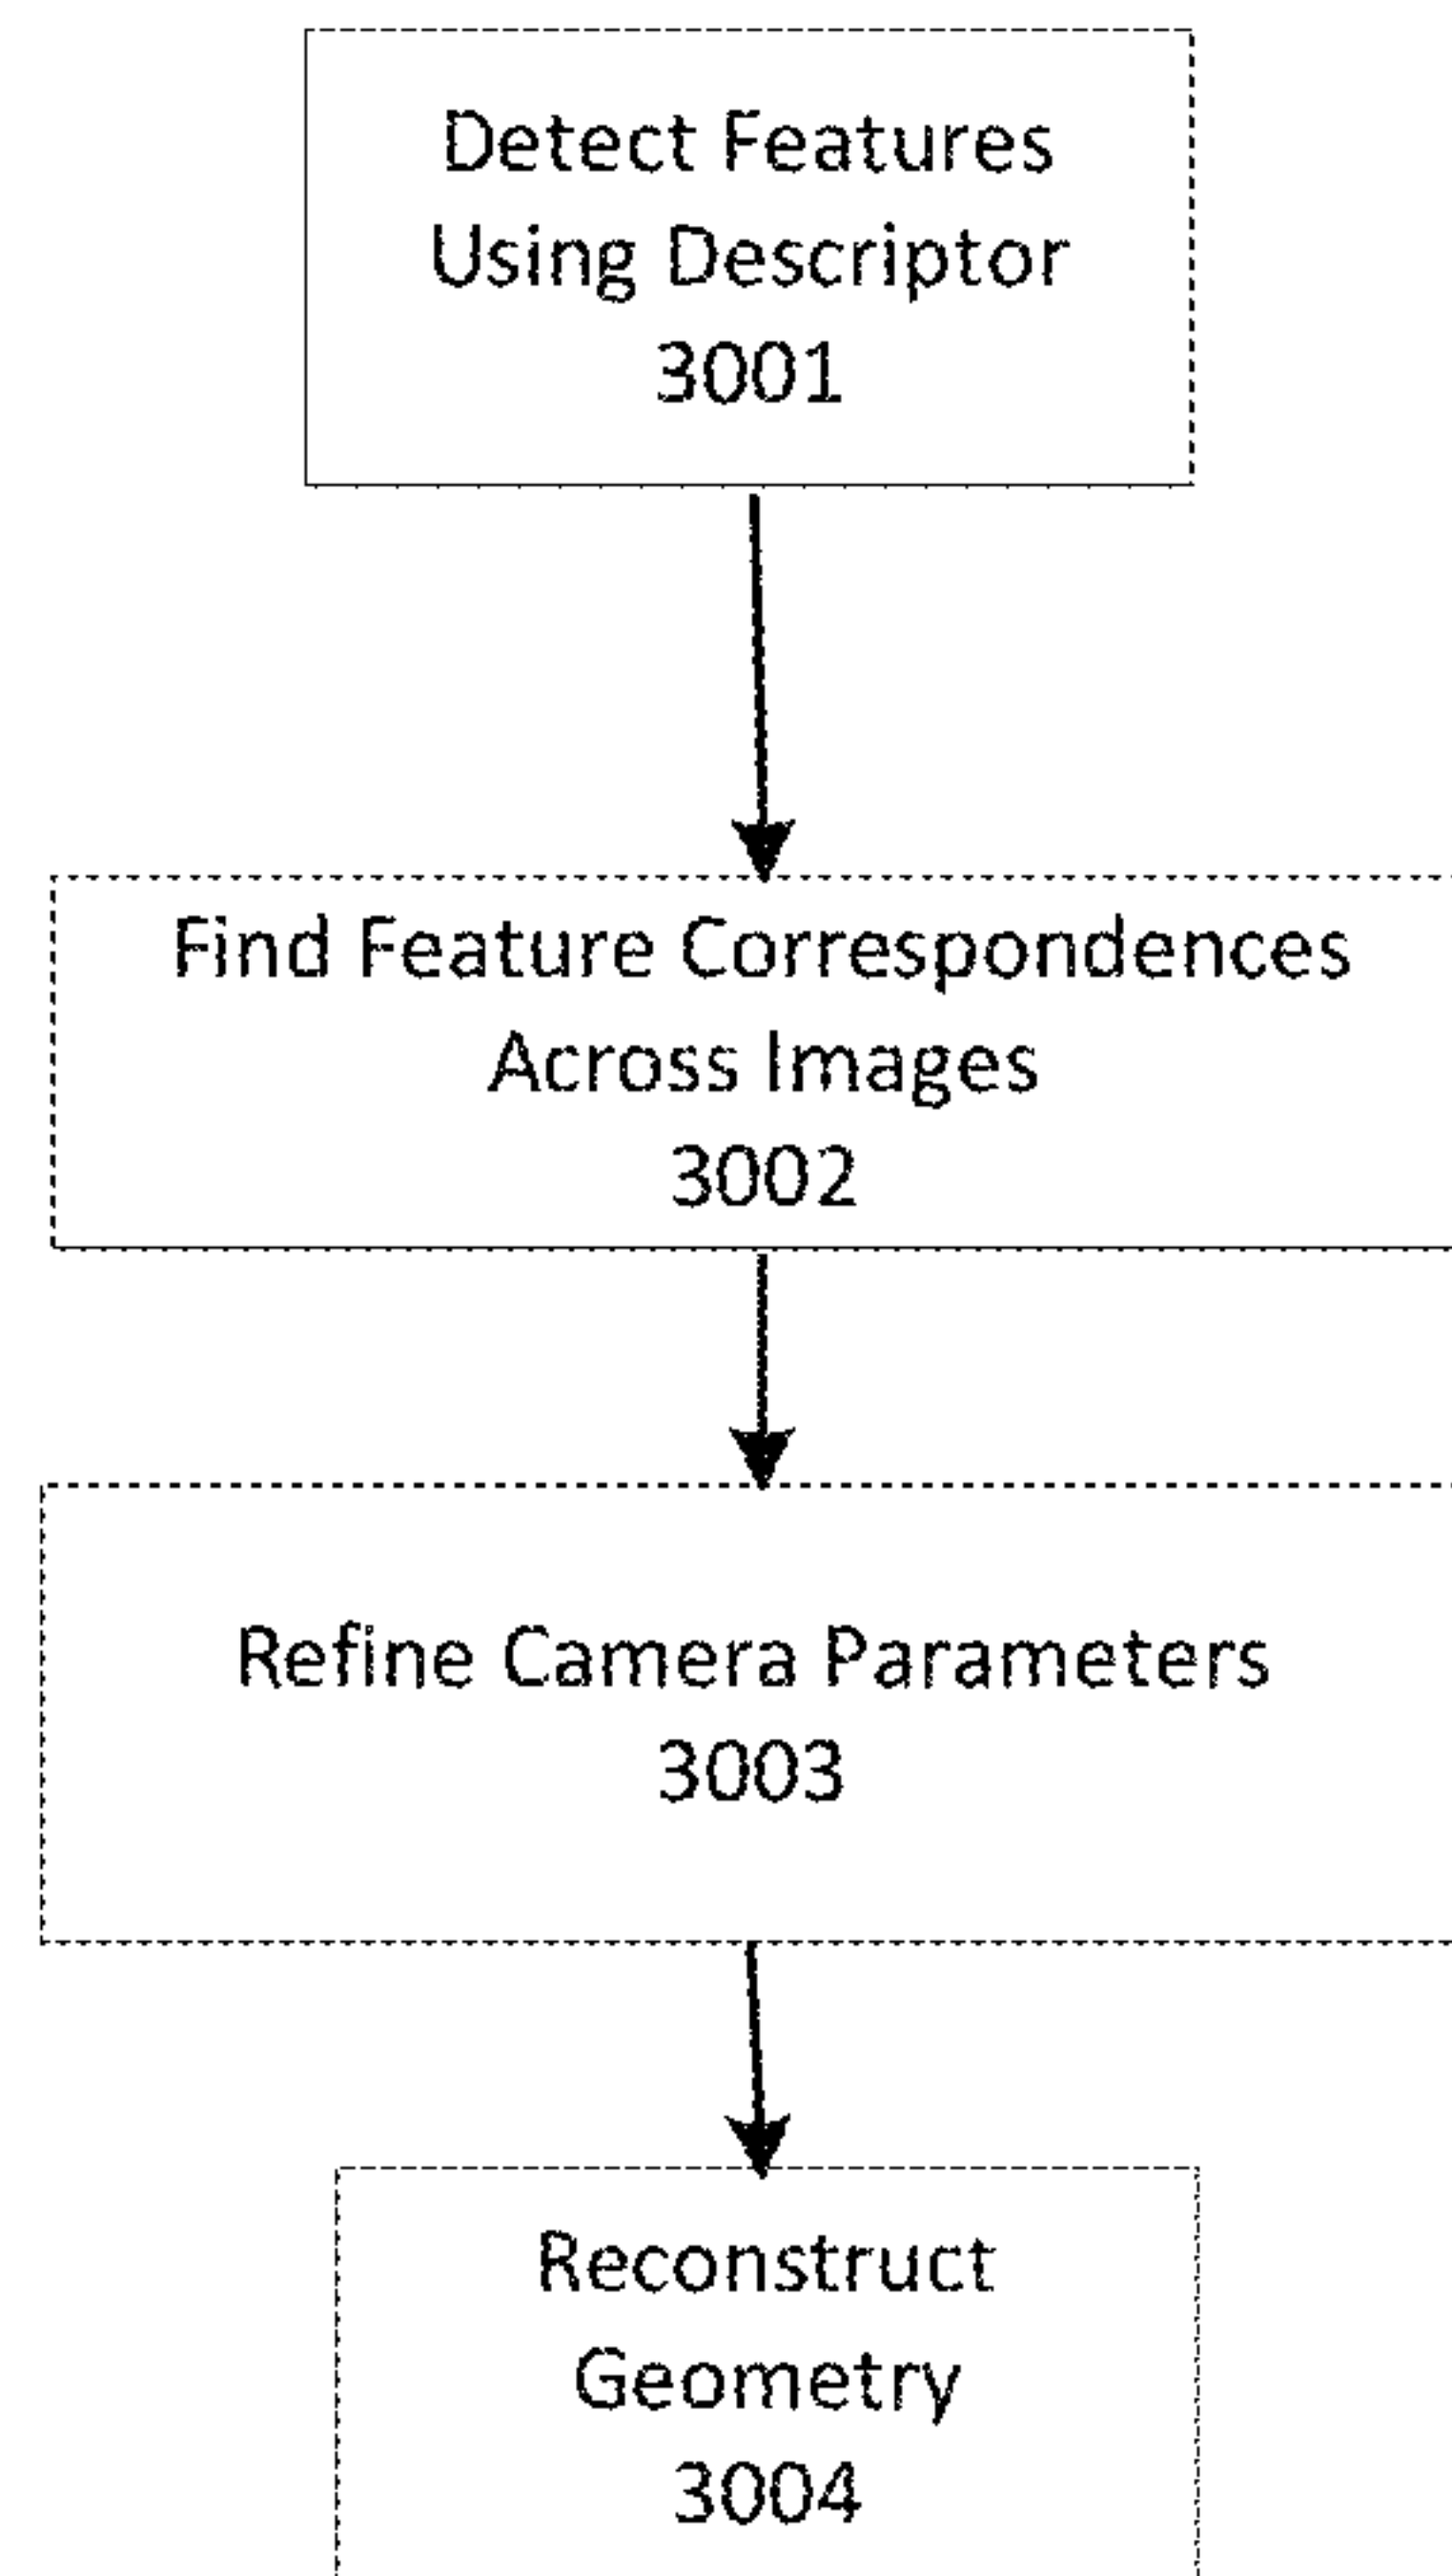 Detect Features
Using Descriptor
3001
Find Feature Correspondences
Across Images
3002
Refine Camera Parameters
3003
Reconstruct
Geometry
3004